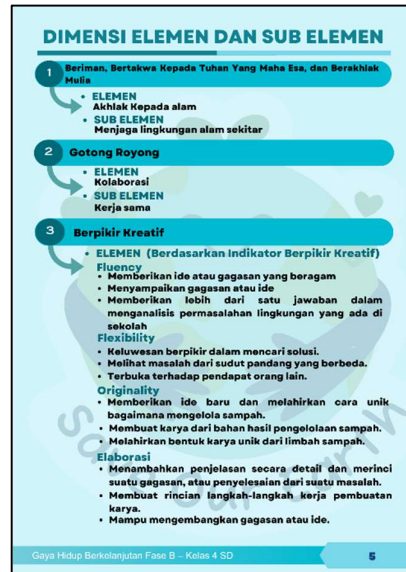 DIMENSI ELEMEN DAN SUB ELEMEN
1
Beriman, Bertakwa Kepada Tuhan Yang Maha Esa, dan Berakhlak
Mulia
• ELEMEN
Akhlak Kepada alam
• SUB ELEMEN
Menjaga lingkungan alam sekitar
2
Gotong Royong
• ELEMEN
Kolaborasi
• SUB ELEMEN
Kerja sama
3
Berpikir Kreatif
• ELEMEN (Berdasarkan Indikator Berpikir Kreatif)
Fluency
• Memberikan ide atau gagasan yang beragam
• Menyampaikan gagasan atau ide
• Memberikan lebih dari satu jawaban dalam
menganalisis permasalahan lingkungan yang ada di
sekolah
Flexibility
• Keluwesan berpikir dalam mencari solusi.
• Melihat masalah dari sudut pandang yang berbeda.
• Terbuka terhadap pendapat orang lain.
Originality
• Memberikan ide baru dan melahirkan cara unik
bagaimana mengelola sampah.
• Membuat karya dari bahan hasil pengelolaan sampah.
• Melahirkan bentuk karya unik dari limbah sampah.
Elaborasi
• Menambahkan penjelasan secara detail dan merinci
suatu gagasan, atau penyelesaian dari suatu masalah.
• Membuat rincian langkah-langkah kerja pembuatan
karya.
• Mampu mengembangkan gagasan atau ide.
save our earth
Gaya Hidup Berkelanjutan Fase B – Kelas 4 SD
5